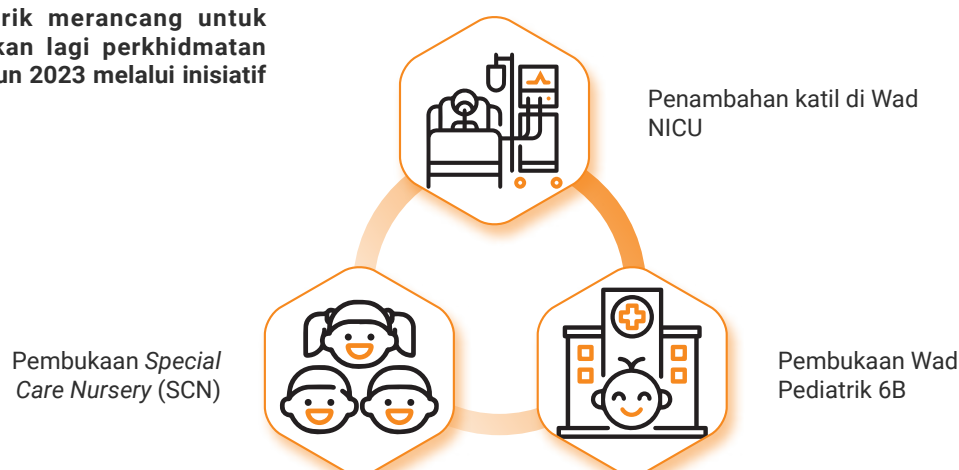 rik merancang untuk
kan lagi perkhidmatan
un 2023 melalui inisiatif
Penambahan katil di Wad
NICU
Pembukaan Special
Care Nursery (SCN)
Pembukaan Wad
Pediatrik 6B